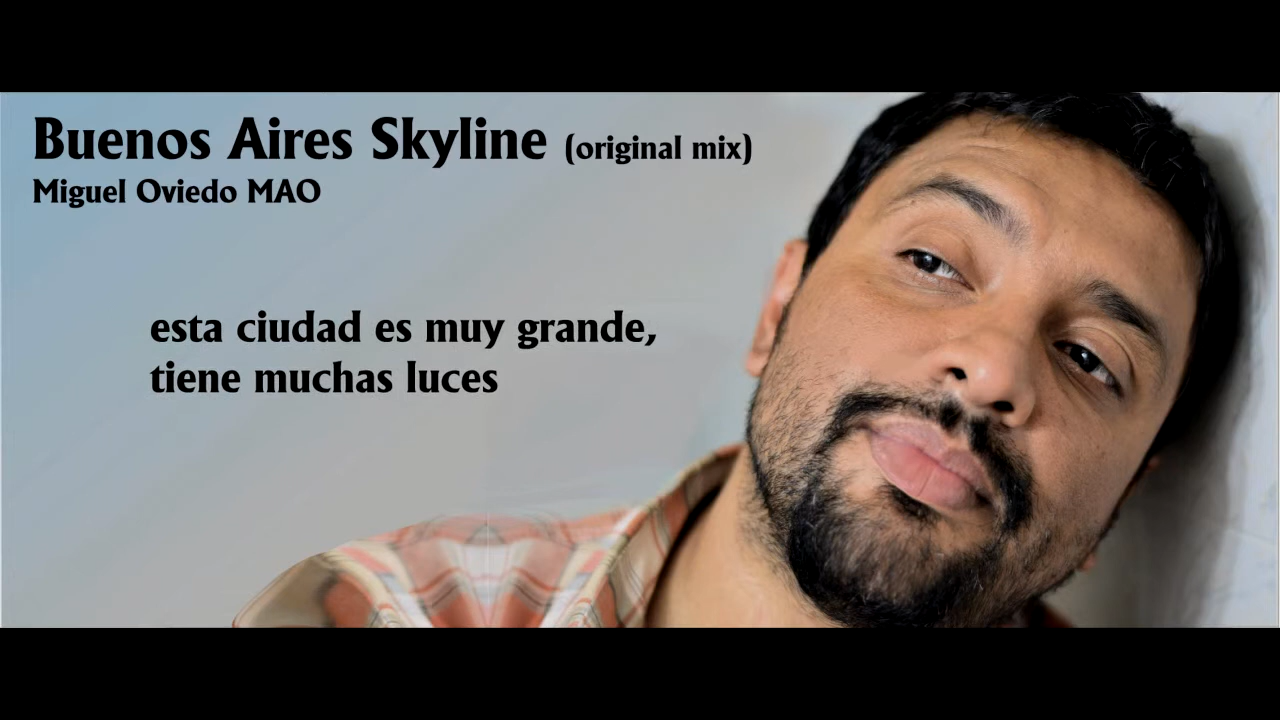 Buenos Aires Skyline (original mix)
Miguel Oviedo MAO
esta ciudad es muy grande,
tiene muchas luces